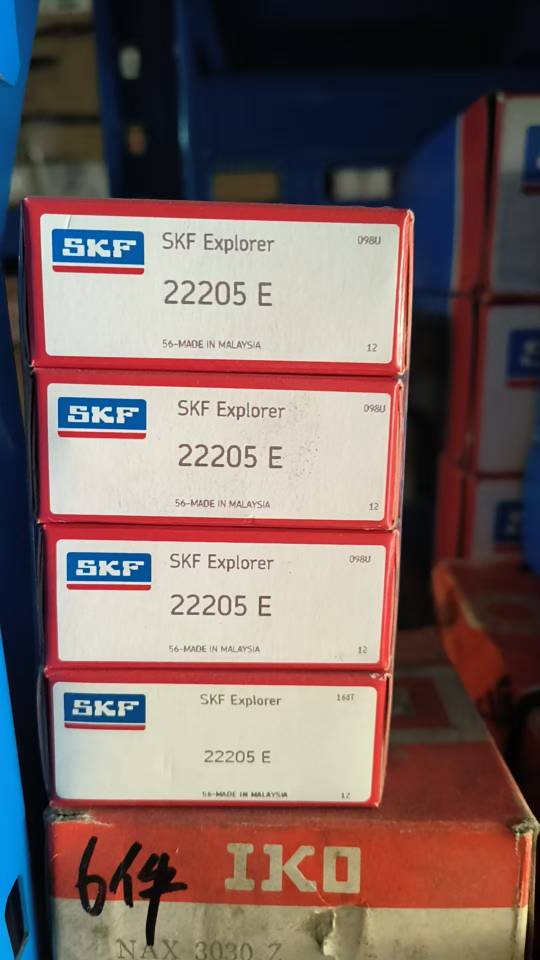 SKF
SKF Explorer
098U
22205 E
56-MADE IN MALAYSIA
12
SKF
SKF Explorer
098U
22205 E
56-MADE IN MALAYSIA
12
SKF
SKF Explorer
098U
22205 E
56-MADE IN MALAYSIA
12
SKF
SKF Explorer
168T
22205 E
56-MADE IN MALAYSIA
12
6件
IKO
NAX 3030 Z